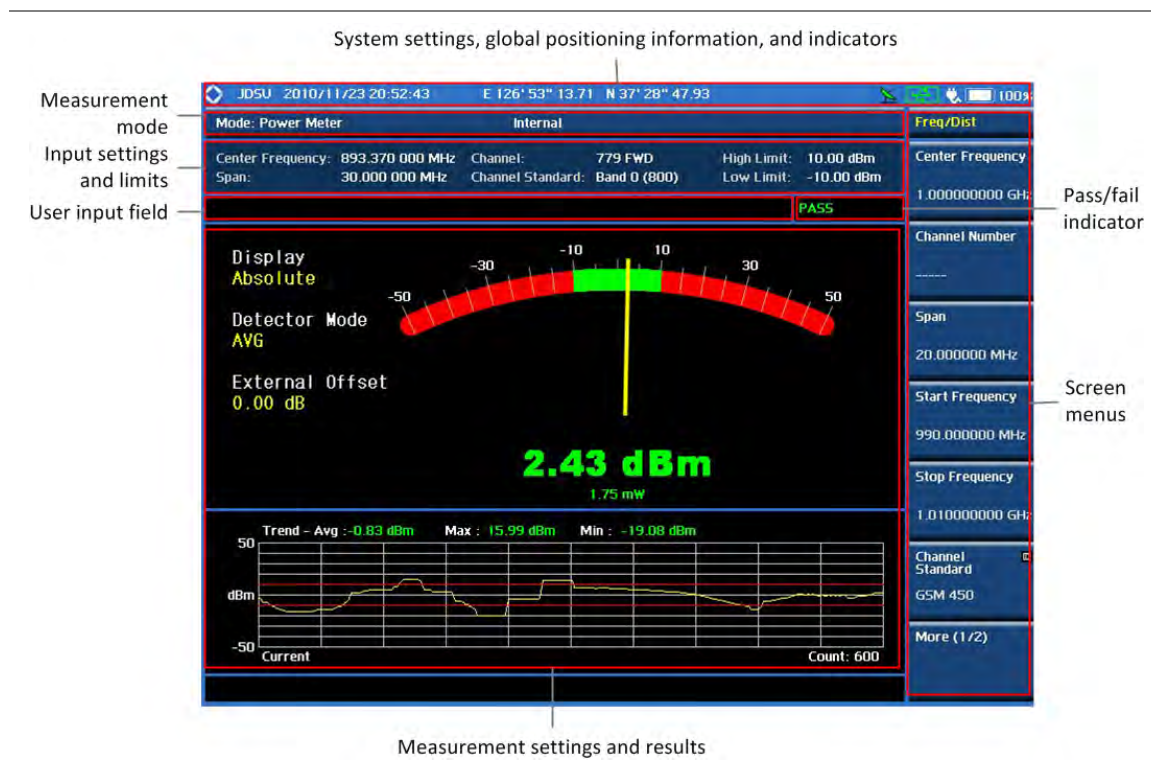 System settings, global positioning information, and indicators
JDSU 2010/11/23 20:52:43 E 126' 53" 13.71 N 37' 28" 47.93 100%
Measurement
mode
Mode: Power Meter Internal
Freq/Dist
Input settings
and limits
Center Frequency: 893.370 000 MHz Channel: 779 FWD High Limit: 10.00 dBm
Span: 30.000 000 MHz Channel Standard: Band 0 (800) Low Limit: -10.00 dBm
Center Frequency
1.000000000 GHz
User input field
PASS
Pass/fail
indicator
Display
Absolute
Detector Mode
AVG
External Offset
0.00 dB
-50 -30 -10 10 30 50
2.43 dBm
1.75 mW
Channel Number
-----
Span
20.000000 MHz
Start Frequency
990.000000 MHz
Screen
menus
Stop Frequency
1.010000000 GHz
Trend - Avg :-0.83 dBm Max : 15.99 dBm Min : -19.08 dBm
50
dBm
-50
Current Count: 600
Channel
Standard
GSM 450
More (1/2)
Measurement settings and results